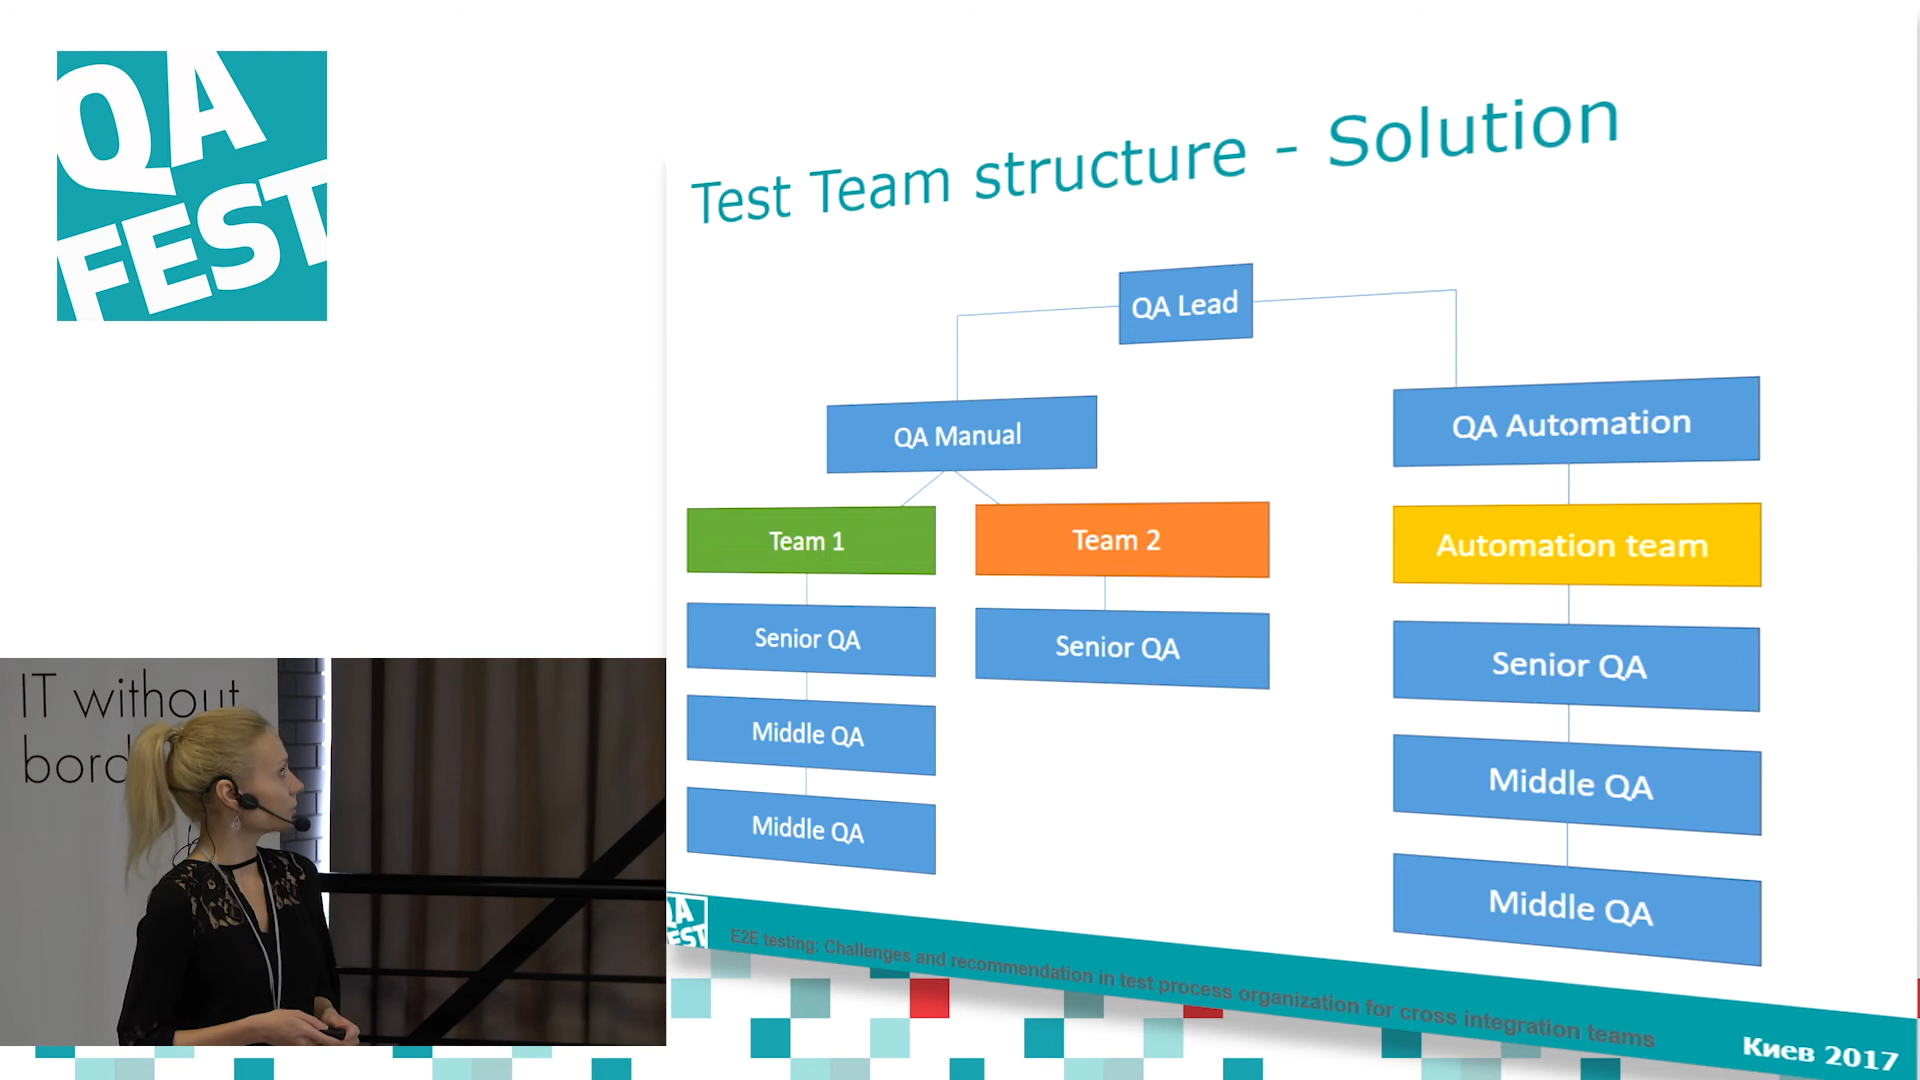 QA
FEST
Test Team structure - Solution
QA Lead
QA Manual
QA Automation
Team 1
Team 2
Automation team
Senior QA
Senior QA
Senior QA
Middle QA
Middle QA
Middle QA
Middle QA
IT without
QA
FEST
E2E testing: Challenges and recommendation in test process organization for cross integration teams
Киев 2017